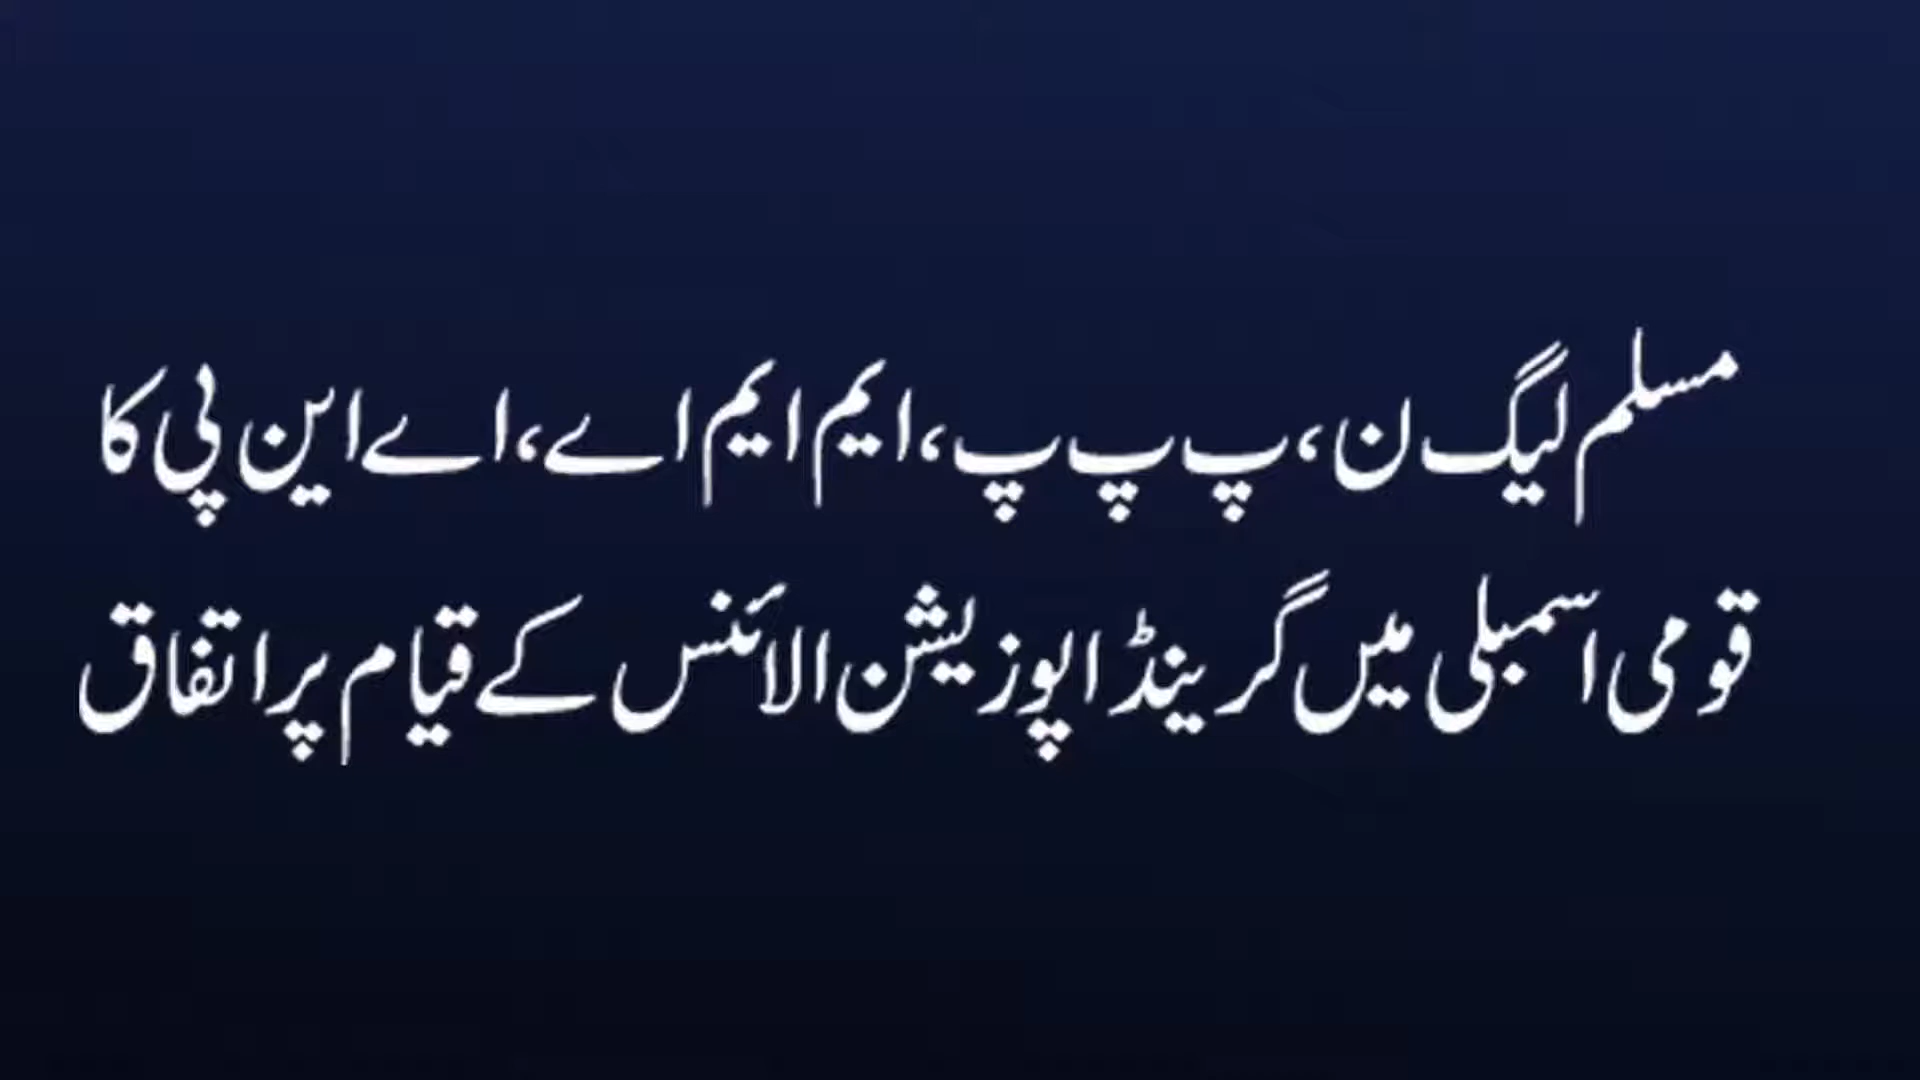 مسلم لیگ ن، پ پ پ، ایم ایم اے، اے این پی کا
قومی اسمبلی میں گرینڈ اپوزیشن الائنس کے قیام پر اتفاق